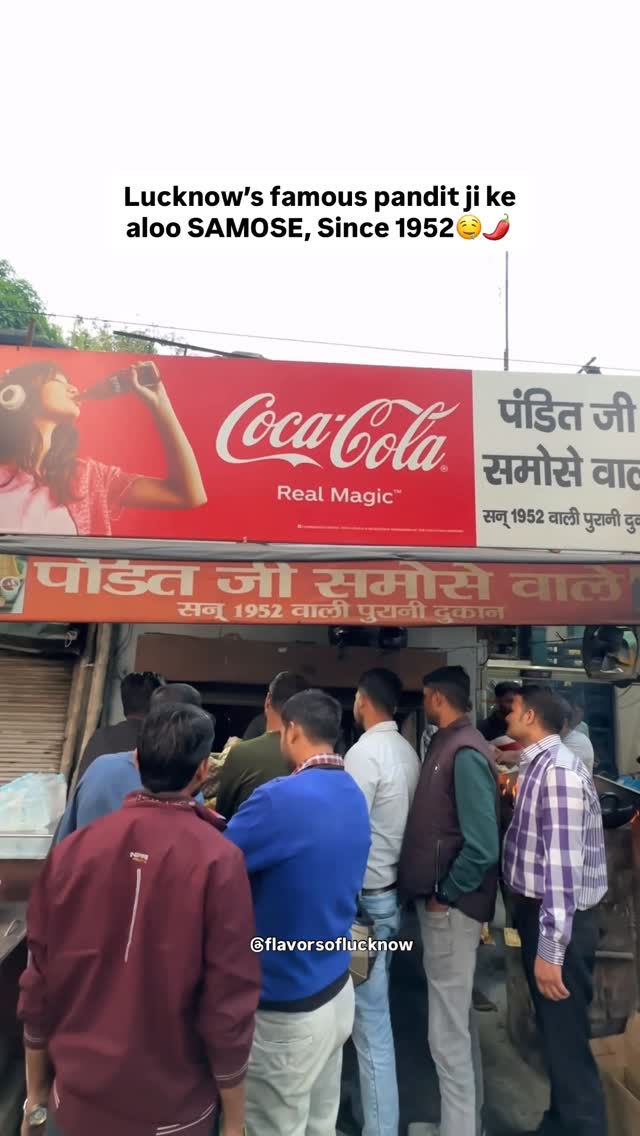 Lucknow's famous pandit ji ke
aloo SAMOSE, Since 1952🤤🌶️
Coca-Cola
Real Magic™
पंडित जी
समोसे वाल
सन् 1952 वाली पुरानी दु
पंडित जी समोसे वाले
सन् 1952 वाली पुरानी दुकान
@flavorsoflucknow